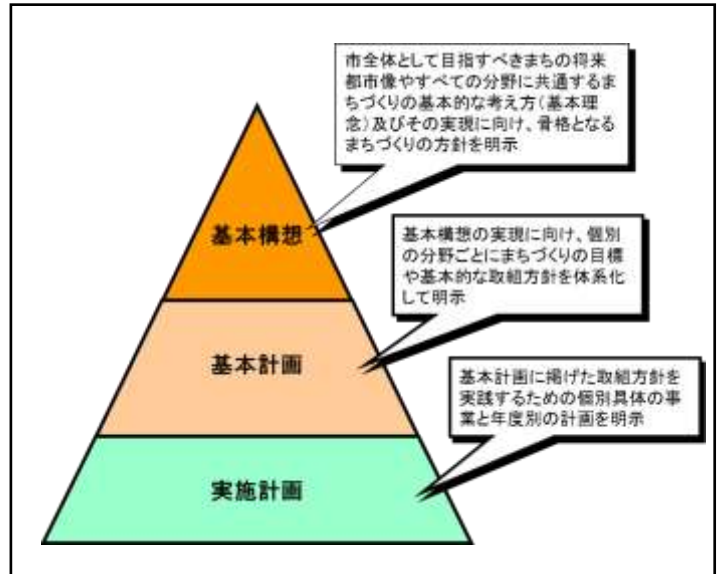 市全体として目指すべきまちの将来
都市像やすべての分野に共通するま
ちづくりの基本的な考え方(基本理
念)及びその実現に向け、骨格となる
まちづくりの方針を明示
基本構想
基本構想の実現に向け、個別
の分野ごとにまちづくりの目標
や基本的な取組方針を体系化
して明示
基本計画
基本計画に掲げた取組方針を
実践するための個別具体の事
業と年度別の計画を明示
実施計画